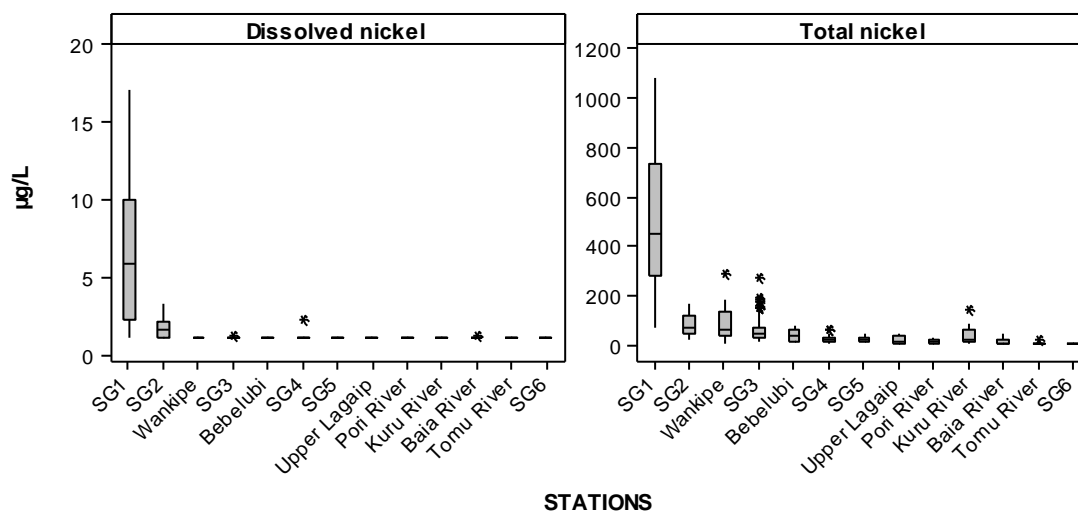 Dissolved nickel
Total nickel
µg/L
20
15
10
5
0
1200
1000
800
600
400
200
0
SG1
SG2
Wankipe
SG3
Bebelubi
SG4
SG5
Upper Lagaip
Pori River
Kuru River
Baia River
Tomu River
SG6
SG1
SG2
Wankipe
SG3
Bebelubi
SG4
SG5
Upper Lagaip
Pori River
Kuru River
Baia River
Tomu River
SG6
STATIONS